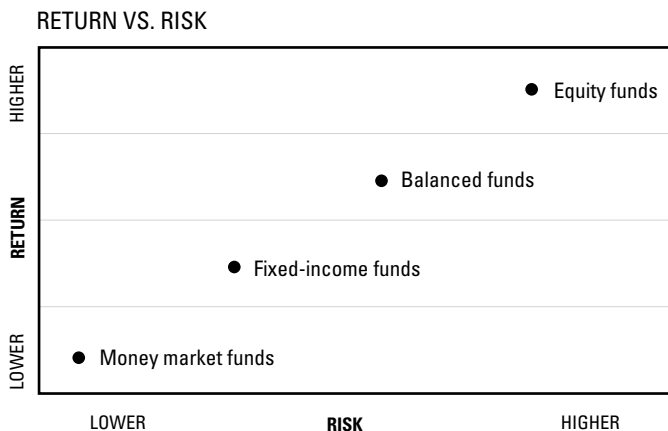 RETURN VS. RISK
HIGHER
Equity funds
Balanced funds
RETURN
Fixed-income funds
LOWER
Money market funds
LOWER
RISK
HIGHER